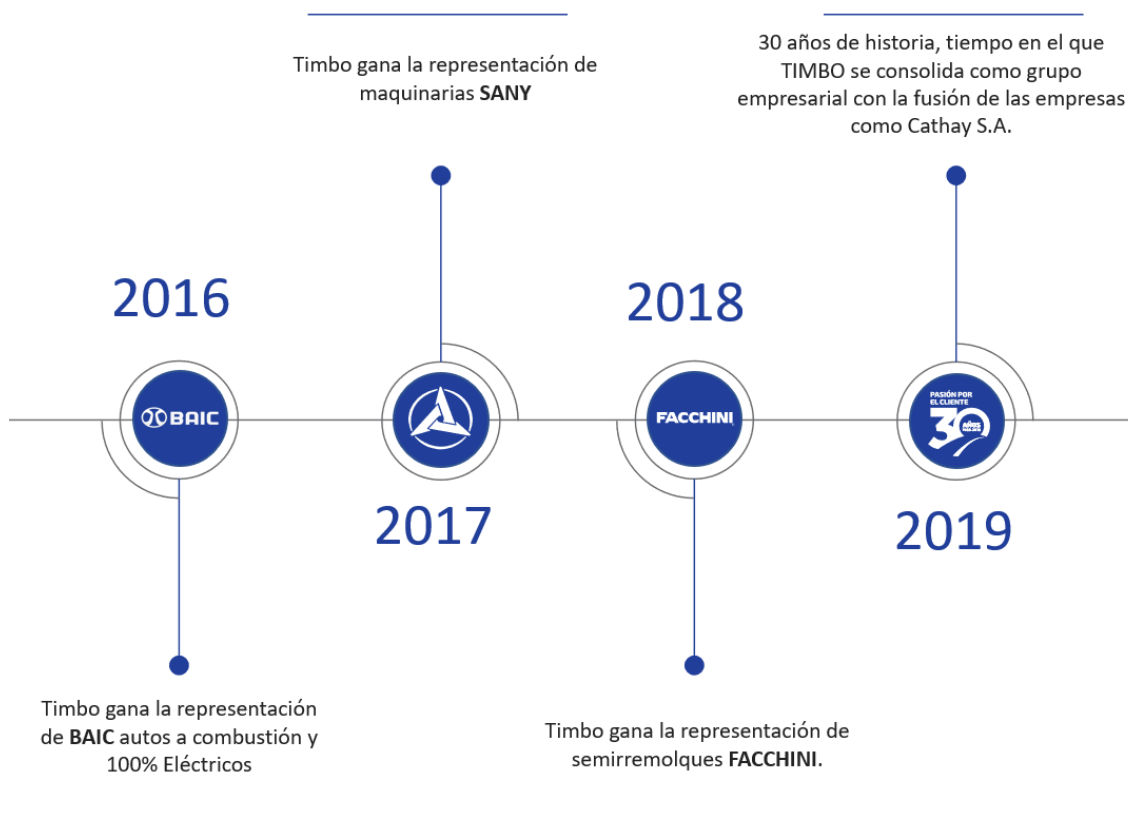 2016
BAIC
Timbo gana la representación
de BAIC autos a combustión y
100% Eléctricos
Timbo gana la representación de
maquinarias SANY
2017
2018
FACCHINI
Timbo gana la representación de
semirremolques FACCHINI.
30 años de historia, tiempo en el que
TIMBO se consolida como grupo
empresarial con la fusión de las empresas
como Cathay S.A.
PASIÓN POR
EL CLIENTE
30
AÑOS
2019